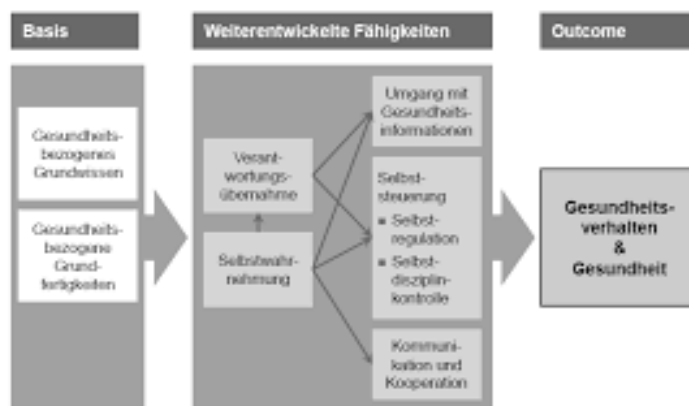 Basis
Weiterentwickelte Fähigkeiten
Outcome
Gesundheits-
bezogenes
Grundwissen
Gesundheits-
bezogene
Grund-
fertigkeiten
Verant-
wortungs-
übernahme
Selbstwahr-
nehmung
Umgang mit
Gesundheits-
informationen
Selbst-
steuerung
▪ Selbst-
regulation
▪ Selbst-
disziplin-
kontrolle
Kommuni-
kation und
Kooperation
Gesundheits-
verhalten
&
Gesundheit